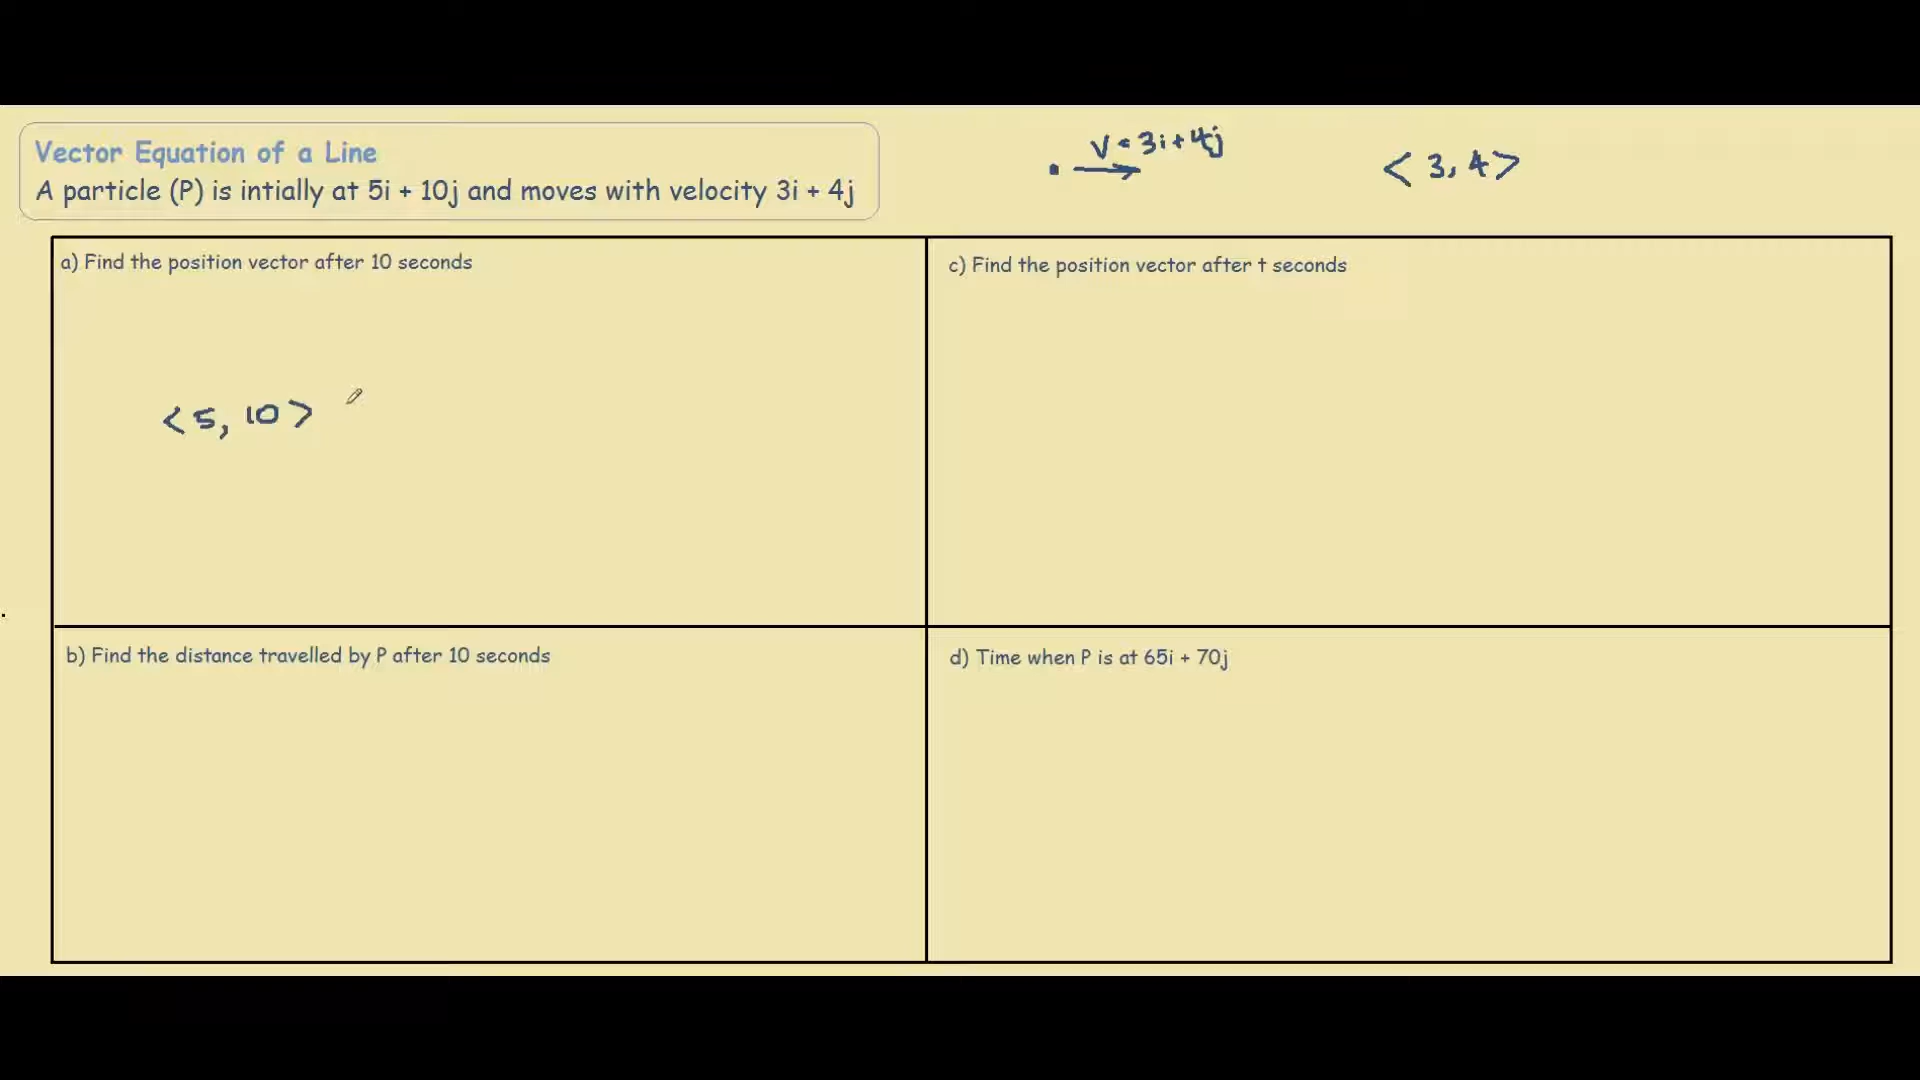 Vector Equation of a Line
A particle (P) is intially at 5i + 10j and moves with velocity 3i + 4j
V = 3i + 4j
< 3, 4 >
a) Find the position vector after 10 seconds
< 5, 10 >
c) Find the position vector after t seconds
b) Find the distance travelled by P after 10 seconds
d) Time when P is at 65i + 70j